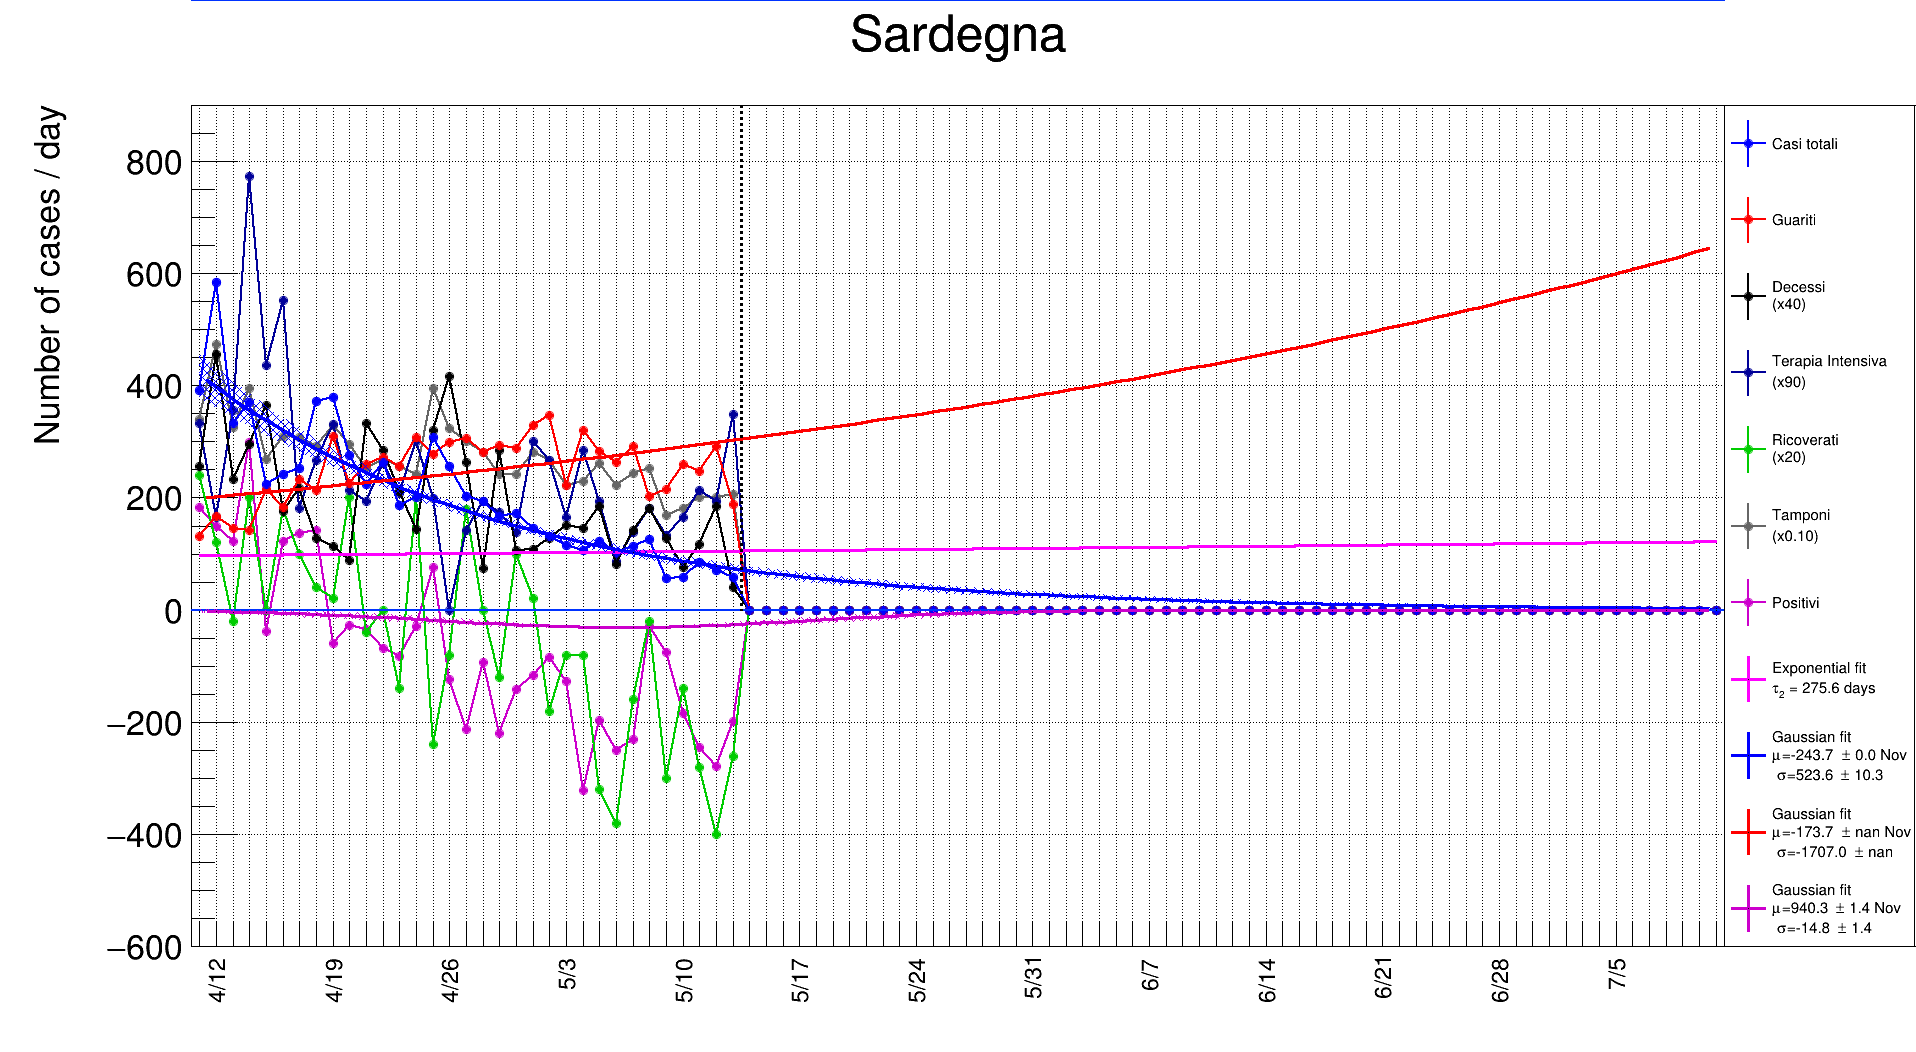 Sardegna
Number of cases / day
800
600
400
200
0
−200
−400
−600
4/12
4/19
4/26
5/3
5/10
5/17
5/24
5/31
6/7
6/14
6/21
6/28
7/5
Casi totali
Guariti
Decessi
(x40)
Terapia Intensiva
(x90)
Ricoverati
(x20)
Tamponi
(x0.10)
Positivi
Exponential fit
τ2 = 275.6 days
Gaussian fit
μ=-243.7 ± 0.0 Nov
σ=523.6 ± 10.3
Gaussian fit
μ=-173.7 ± nan Nov
σ=-1707.0 ± nan
Gaussian fit
μ=940.3 ± 1.4 Nov
σ=-14.8 ± 1.4